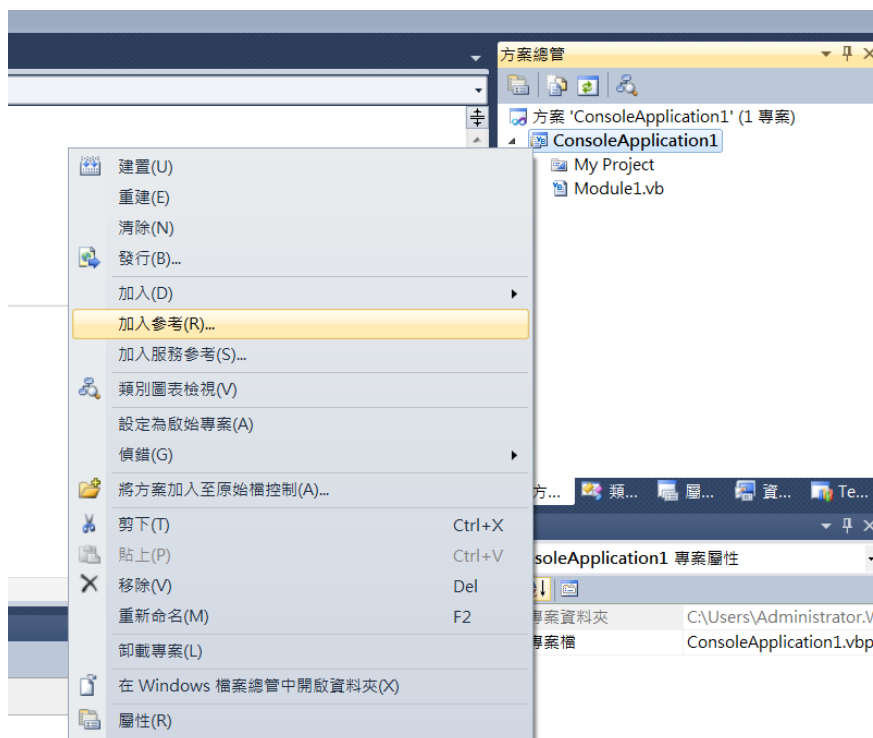 方案總管
方案 'ConsoleApplication1' (1 專案)
ConsoleApplication1
My Project
Module1.vb
建置(U)
重建(E)
清除(N)
發行(B)...
加入(D)
加入參考(R)...
加入服務參考(S)...
類別圖表檢視(V)
設定為啟始專案(A)
偵錯(G)
將方案加入至原始檔控制(A)...
剪下(T) Ctrl+X
貼上(P) Ctrl+V
移除(V) Del
重新命名(M) F2
卸載專案(L)
在 Windows 檔案總管中開啟資料夾(X)
屬性(R)
方... 類... 屬... 資... Te...
soleApplication1 專案屬性
專案資料夾 C:\Users\Administrator.
專案檔 ConsoleApplication1.vbp